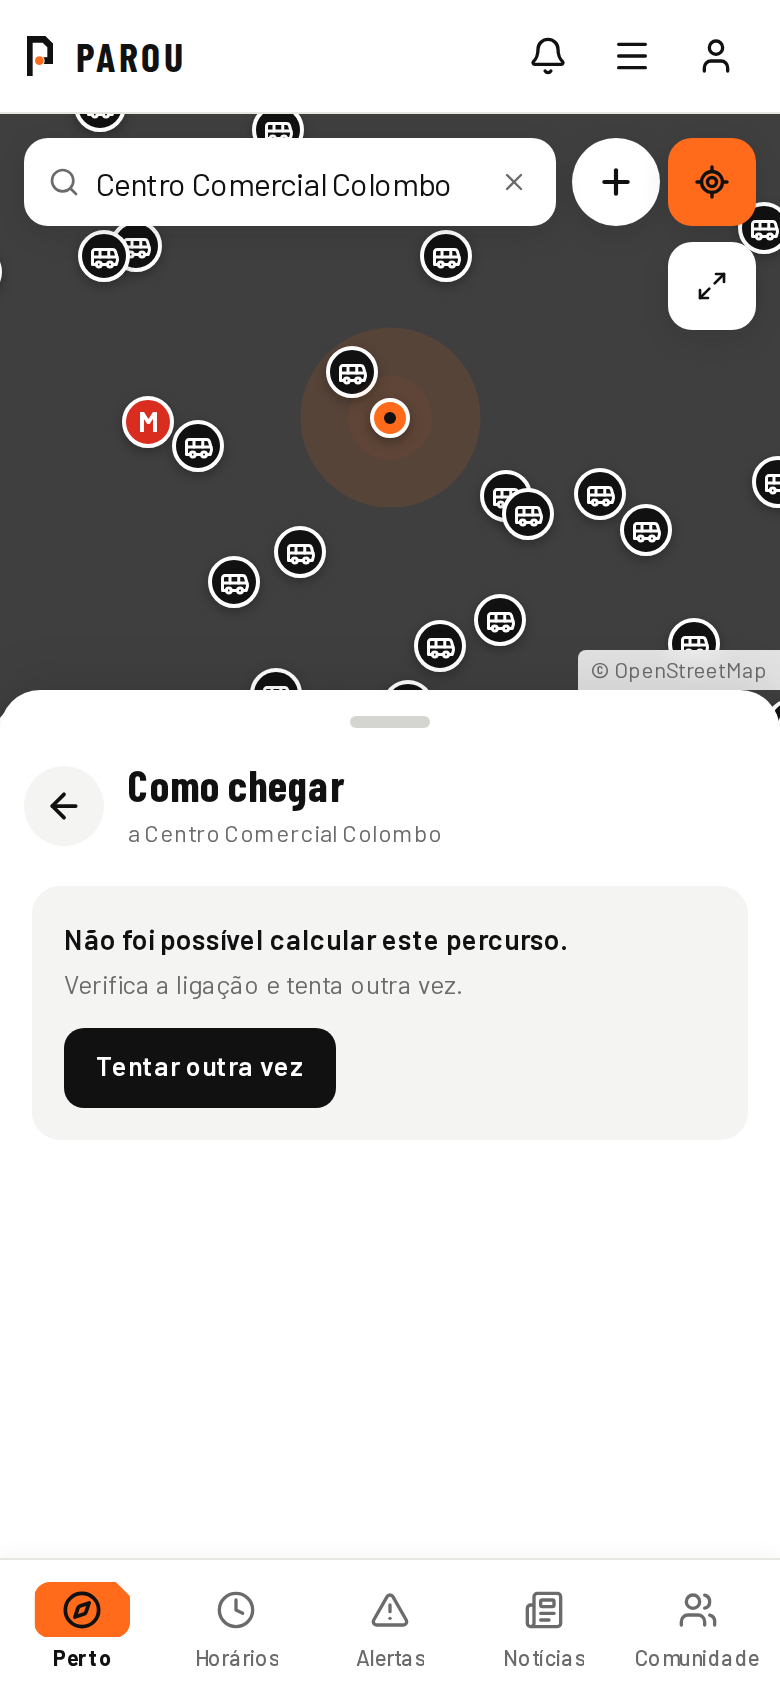 PAROU
Centro Comercial Colombo
M
© OpenStreetMap
Como chegar
a Centro Comercial Colombo
Não foi possível calcular este percurso.
Verifica a ligação e tenta outra vez.
Tentar outra vez
Perto
Horários
Alertas
Notícias
Comunidade